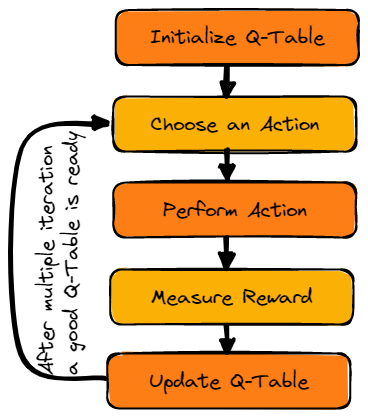 Initialize Q-Table
Choose an Action
Perform Action
Measure Reward
Update Q-Table
After multiple iteration
a good Q-Table is ready